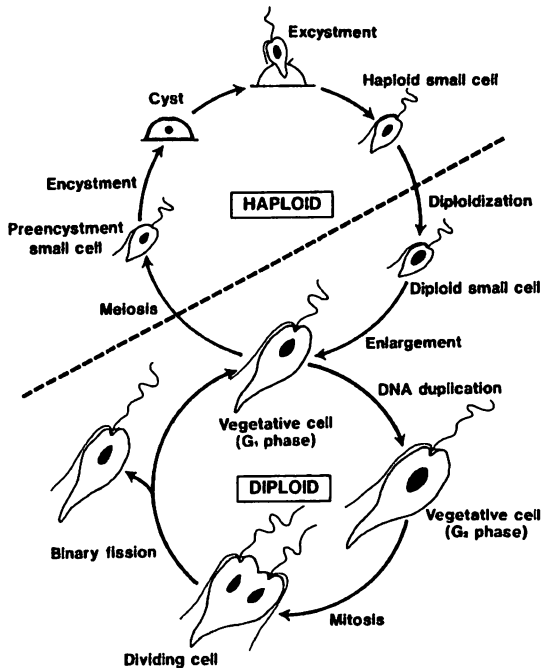 Excystment
Haploid small cell
Cyst
Encystment
HAPLOID
Diploidization
Preencystment
small cell
Diploid small cell
Meiosis
Enlargement
DNA duplication
Vegetative cell
(G₁ phase)
DIPLOID
Vegetative cell
(G₂ phase)
Binary fission
Mitosis
Dividing cell